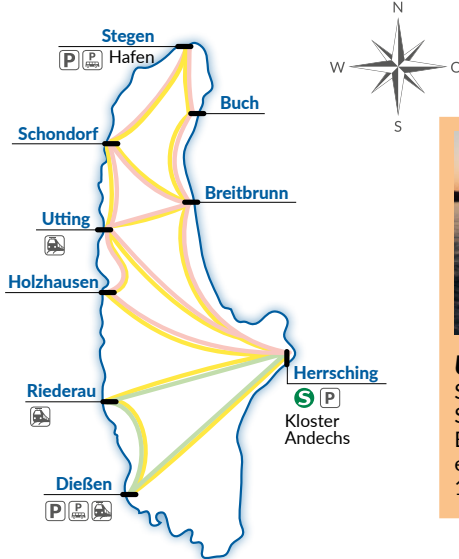 N
W
O
S
Stegen
P P Hafen
Buch
Schondorf
Breitbrunn
Utting
Holzhausen
Herrsching
S P
Kloster
Andechs
Riederau
Dießen
P P